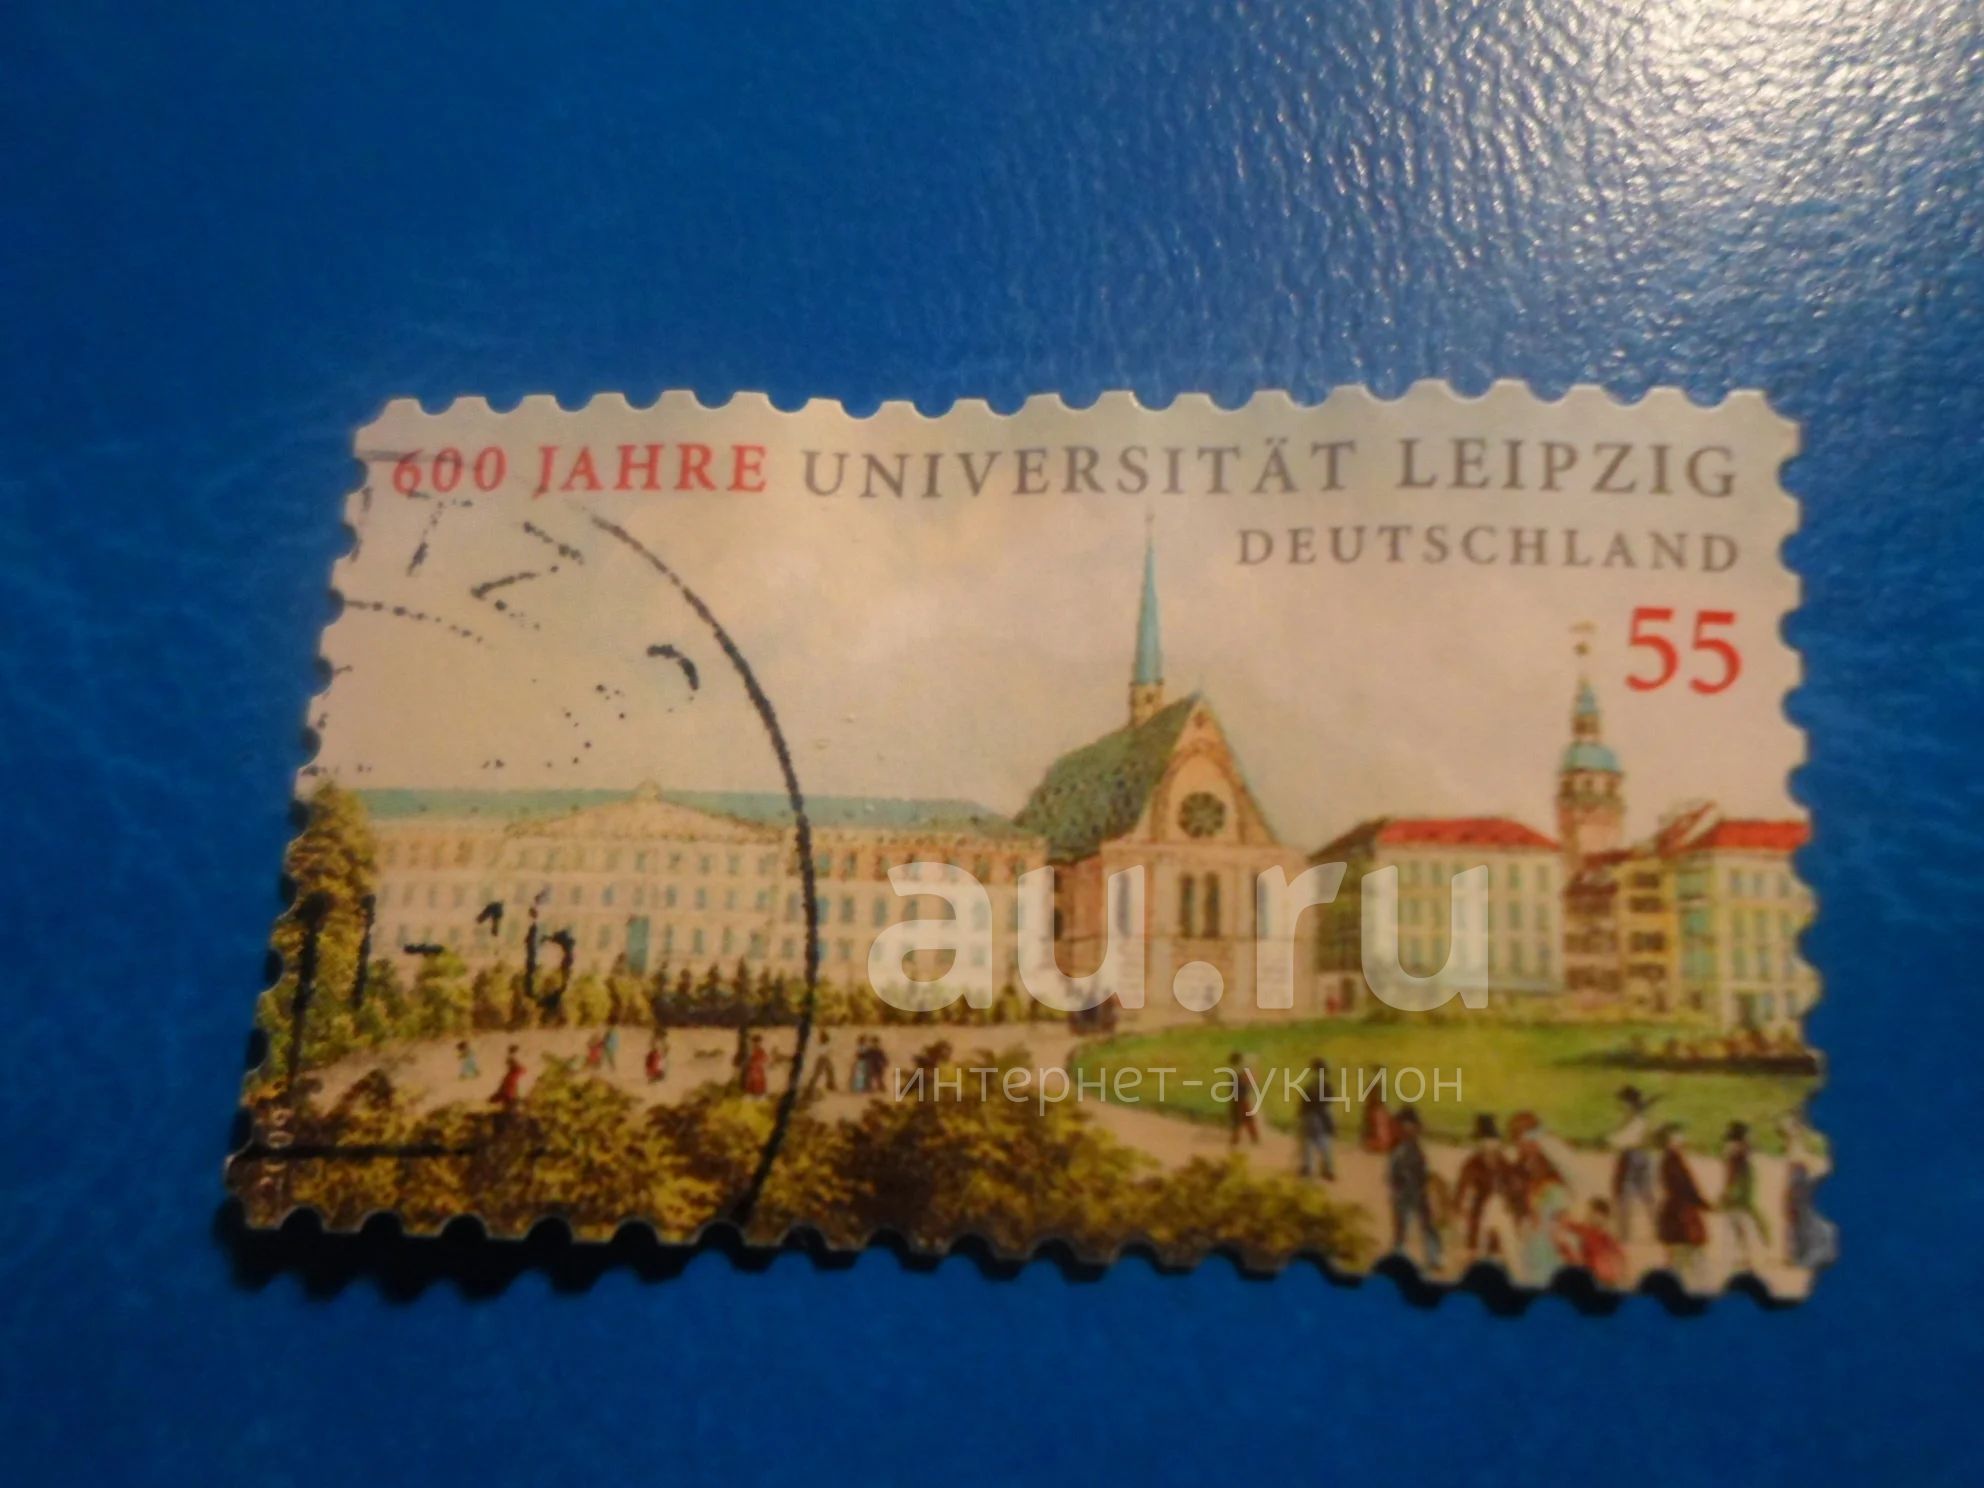 600 JAHRE UNIVERSITÄT LEIPZIG
DEUTSCHLAND
55
au.ru
интернет-аукцион